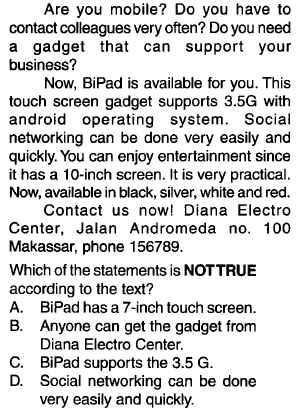 Are you mobile? Do you have to
contact colleagues very often? Do you need
a gadget that can support your
business?
Now, BiPad is available for you. This
touch screen gadget supports 3.5G with
android operating system. Social
networking can be done very easily and
quickly. You can enjoy entertainment since
it has a 10-inch screen. It is very practical.
Now, available in black, silver, white and red.
Contact us now! Diana Electro
Center, Jalan Andromeda no. 100
Makassar, phone 156789.
Which of the statements is NOT TRUE
according to the text?
A. BiPad has a 7-inch touch screen.
B. Anyone can get the gadget from
Diana Electro Center.
C. BiPad supports the 3.5 G.
D. Social networking can be done
very easily and quickly.